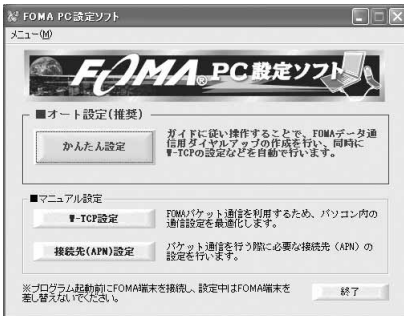 FOMA PC設定ソフト
メニュー(M)
FOMA® PC設定ソフト
■オート設定(推奨)
かんたん設定
ガイドに従い操作することで、FOMAデータ通
信用ダイヤルアップの作成を行い、同時に
W-TCPの設定などを自動で行います。
■マニュアル設定
W-TCP設定
FOMAパケット通信を利用するため、パソコン内の
通信設定を最適化します。
接続先(APN)設定
パケット通信を行う際に必要な接続先（APN）の
設定を行います。
※プログラム起動前にFOMA端末を接続し、設定中はFOMA端末を
差し替えないでください。
終了